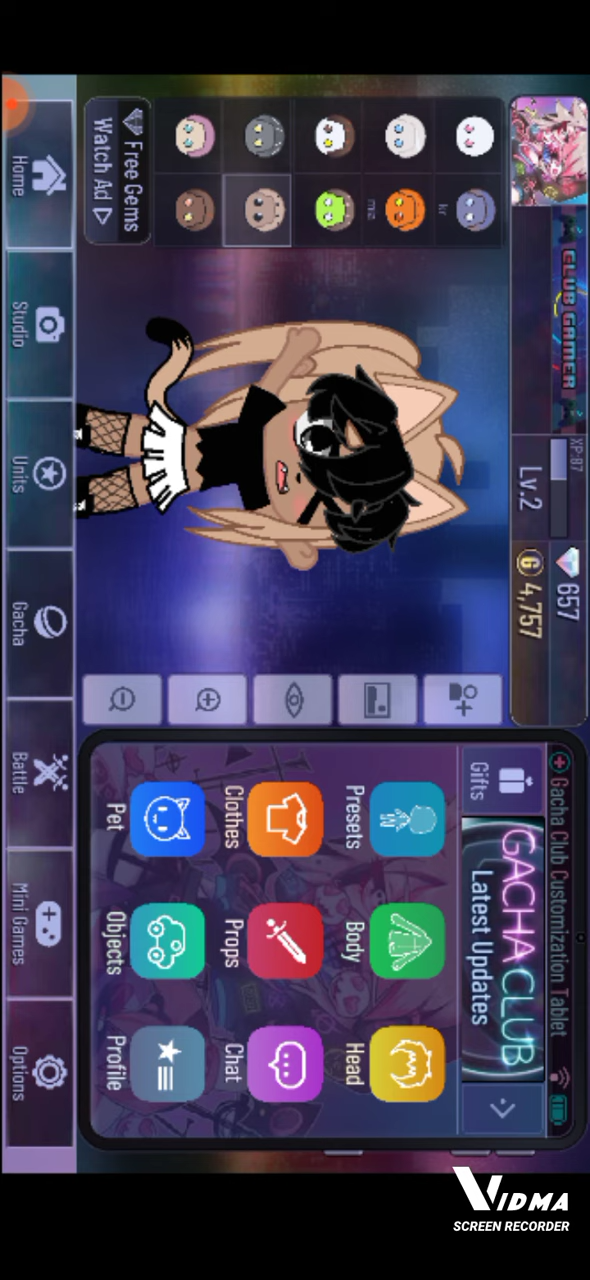 CLUB GAMER
XP:87
Lv.2
657
4,757
kr
Free Gems
Watch Ad
Gacha Club Customization Tablet
Gifts
GACHA CLUB
Latest Updates
Presets
Body
Head
Clothes
Props
Chat
Pet
Objects
Profile
Home
Studio
Units
Gacha
Battle
Mini Games
Options
VIDMA
SCREEN RECORDER